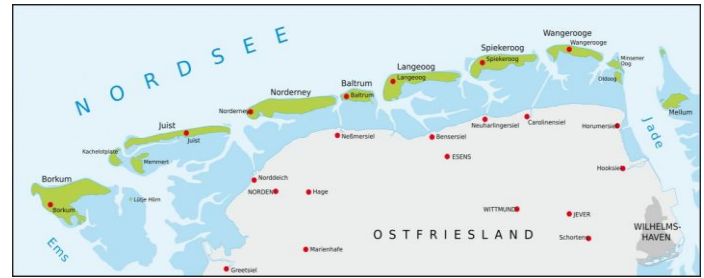 NORDSEE
Wangerooge
Wangerooge
Spiekeroog
Spiekeroog
Minsener
Oog
Oldoog
Langeoog
Langeoog
Baltrum
Baltrum
Norderney
Norderney
Mellum
Jade
Juist
Juist
Kachelotplate
Memmert
Neßmersiel
Bensersiel
Neuharlingersiel
Carolinensiel
Horumersiel
ESENS
Hooksiel
Borkum
Borkum
Lütje Hörn
Norddeich
NORDEN
Hage
WITTMUND
JEVER
Schortens
WILHELMS-
HAVEN
OSTFRIESLAND
Ems
Marienhafe
Greetsiel